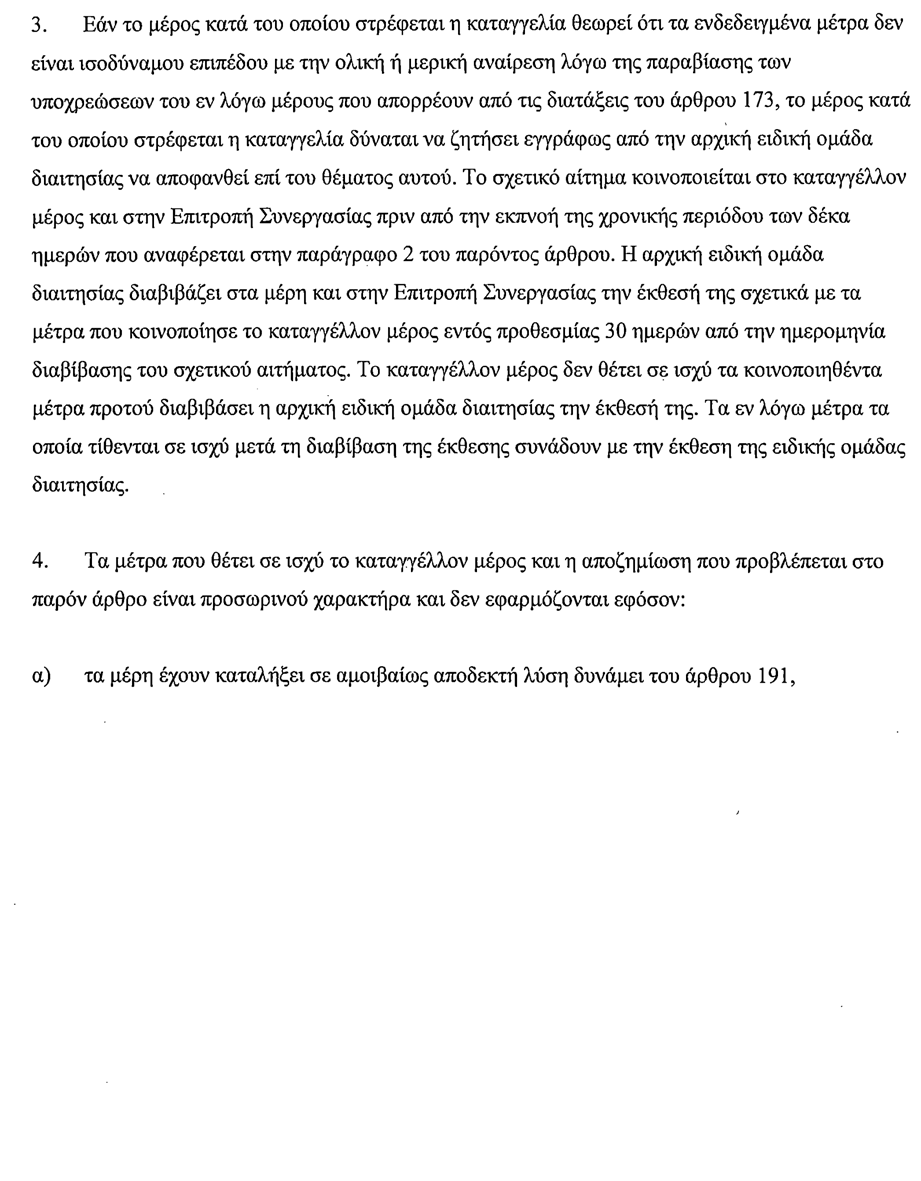 3. Εάν το μέρος κατά του οποίου στρέφεται η καταγγελία θεωρεί ότι τα ενδεδειγμένα μέτρα δεν
είναι ισοδύναμου επιπέδου με την ολική ή μερική αναίρεση λόγω της παραβίασης των
υποχρεώσεων του εν λόγω μέρους που απορρέουν από τις διατάξεις του άρθρου 173, το μέρος κατά
του οποίου στρέφεται η καταγγελία δύναται να ζητήσει εγγράφως από την αρχική ειδική ομάδα
διαιτησίας να αποφανθεί επί του θέματος αυτού. Το σχετικό αίτημα κοινοποιείται στο καταγγέλλον
μέρος και στην Επιτροπή Συνεργασίας πριν από την εκπνοή της χρονικής περιόδου των δέκα
ημερών που αναφέρεται στην παράγραφο 2 του παρόντος άρθρου. Η αρχική ειδική ομάδα
διαιτησίας διαβιβάζει στα μέρη και στην Επιτροπή Συνεργασίας την έκθεσή της σχετικά με τα
μέτρα που κοινοποίησε το καταγγέλλον μέρος εντός προθεσμίας 30 ημερών από την ημερομηνία
διαβίβασης του σχετικού αιτήματος. Το καταγγέλλον μέρος δεν θέτει σε ισχύ τα κοινοποιηθέντα
μέτρα προτού διαβιβάσει η αρχική ειδική ομάδα διαιτησίας την έκθεσή της. Τα εν λόγω μέτρα τα
οποία τίθενται σε ισχύ μετά τη διαβίβαση της έκθεσης συνάδουν με την έκθεση της ειδικής ομάδας
διαιτησίας.
4. Τα μέτρα που θέτει σε ισχύ το καταγγέλλον μέρος και η αποζημίωση που προβλέπεται στο
παρόν άρθρο είναι προσωρινού χαρακτήρα και δεν εφαρμόζονται εφόσον:
α) τα μέρη έχουν καταλήξει σε αμοιβαίως αποδεκτή λύση δυνάμει του άρθρου 191,